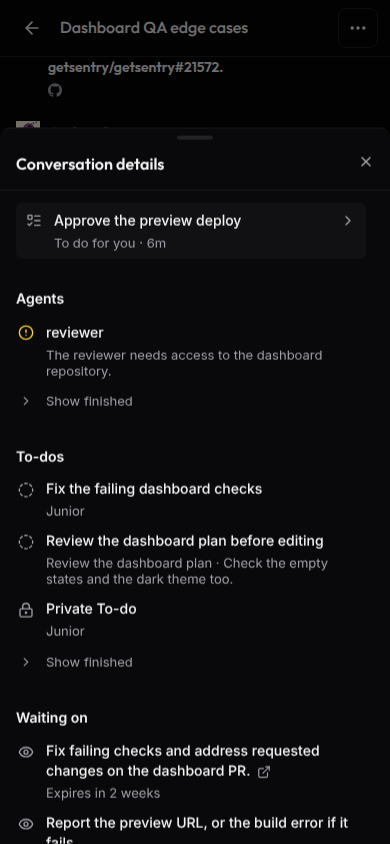 Dashboard QA edge cases
getsentry/getsentry#21572.
Conversation details
Approve the preview deploy
To do for you · 6m
Agents
reviewer
The reviewer needs access to the dashboard
repository.
Show finished
To-dos
Fix the failing dashboard checks
Junior
Review the dashboard plan before editing
Review the dashboard plan · Check the empty
states and the dark theme too.
Private To-do
Junior
Show finished
Waiting on
Fix failing checks and address requested
changes on the dashboard PR.
Expires in 2 weeks
Report the preview URL, or the build error if it
fails.